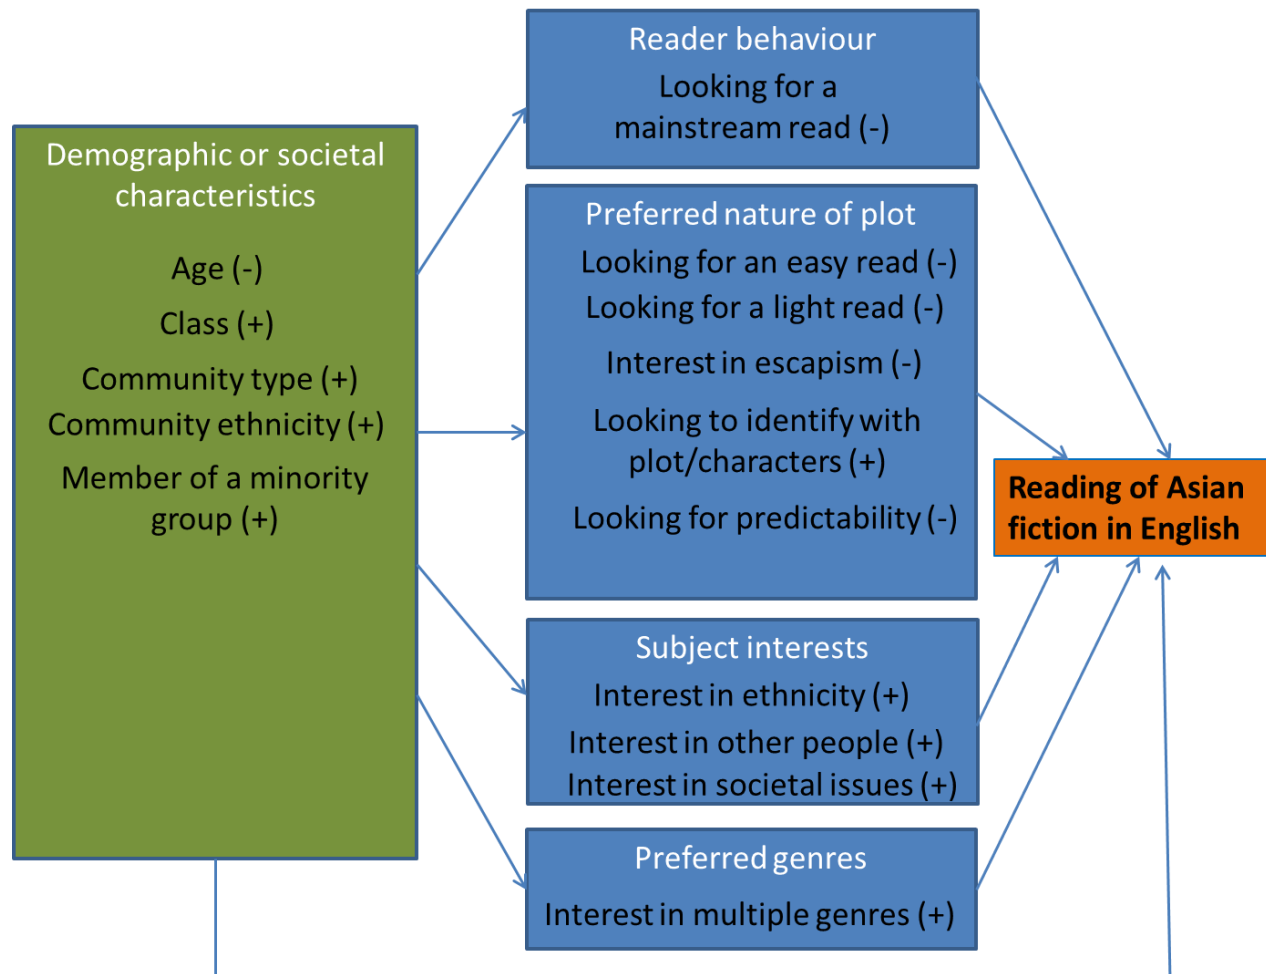 Demographic or societal
characteristics
Age (-)
Class (+)
Community type (+)
Community ethnicity (+)
Member of a minority
group (+)
Reader behaviour
Looking for a
mainstream read (-)
Preferred nature of plot
Looking for an easy read (-)
Looking for a light read (-)
Interest in escapism (-)
Looking to identify with
plot/characters (+)
Looking for predictability (-)
Subject interests
Interest in ethnicity (+)
Interest in other people (+)
Interest in societal issues (+)
Preferred genres
Interest in multiple genres (+)
Reading of Asian
fiction in English